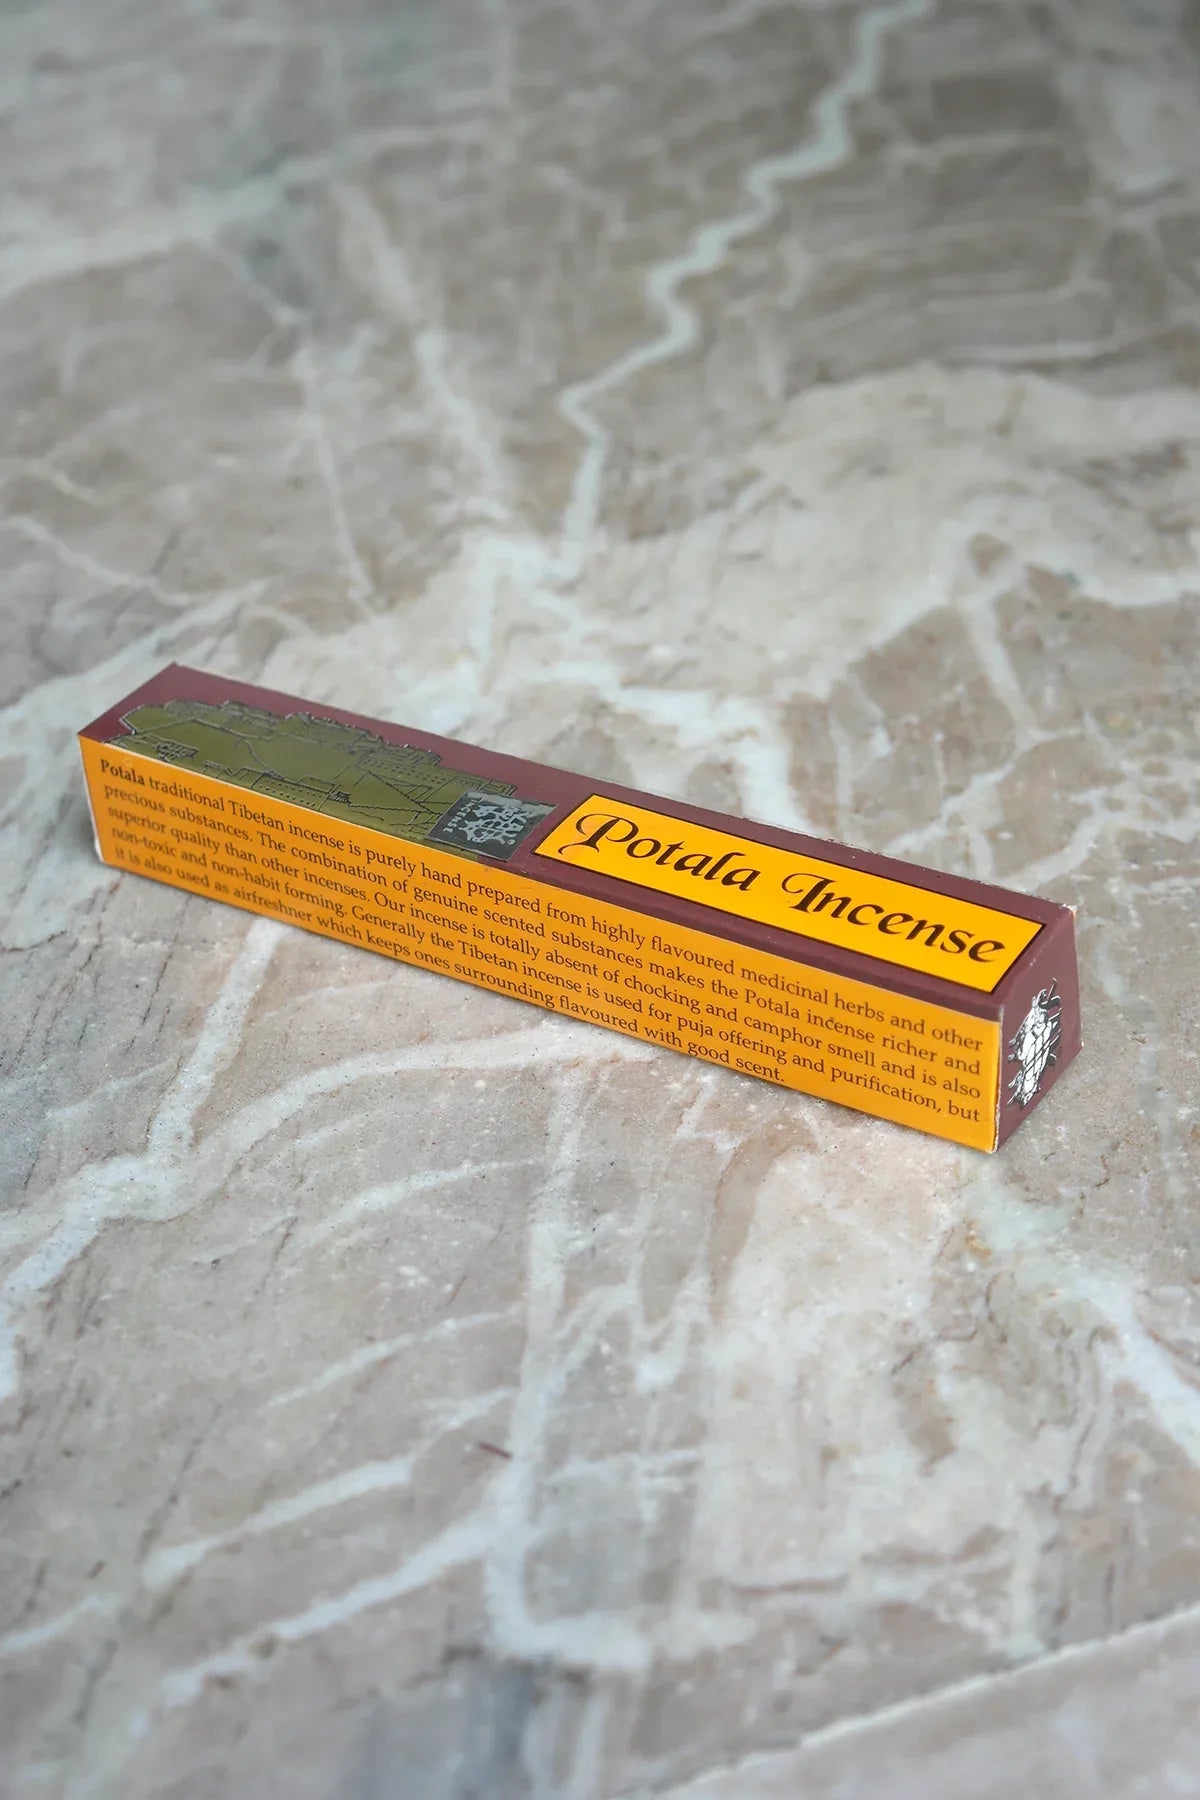 Potala Incense
Potala traditional Tibetan incense is purely hand prepared from highly flavoured medicinal herbs and other
precious substances. The combination of genuine scented substances makes the Potala incense richer and
superior quality than other incenses. Our incense is totally absent of chocking and camphor smell and is also
non-toxic and non-habit forming. Generally the Tibetan incense is used for puja offering and purification, but
it is also used as airfreshner which keeps ones surrounding flavoured with good scent.